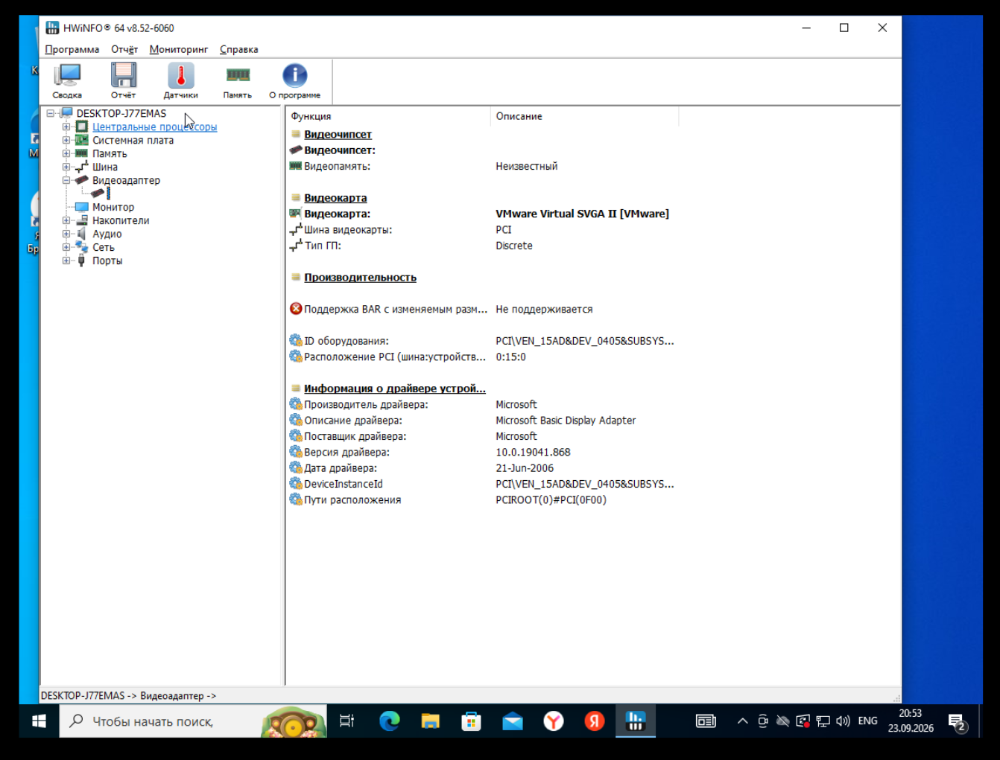 HWiNFO® 64 v8.52-6060
Программа Отчёт Мониторинг Справка
Сводка Отчёт Датчики Память О программе
DESKTOP-J77EMAS
Центральные процессоры
Системная плата
Память
Шина
Видеоадаптер
Монитор
Накопители
Аудио
Сеть
Порты
Функция Описание
Видеочипсет
Видеочипсет:
Видеопамять: Неизвестный
Видеокарта
Видеокарта: VMware Virtual SVGA II [VMware]
Шина видеокарты: PCI
Тип ГП: Discrete
Производительность
Поддержка BAR с изменяемым разм... Не поддерживается
ID оборудования: PCI\VEN_15AD&DEV_0405&SUBSYS...
Расположение PCI (шина:устройств... 0:15:0
Информация о драйвере устрой...
Производитель драйвера: Microsoft
Описание драйвера: Microsoft Basic Display Adapter
Поставщик драйвера: Microsoft
Версия драйвера: 10.0.19041.868
Дата драйвера: 21-Jun-2006
DeviceInstanceId PCI\VEN_15AD&DEV_0405&SUBSYS...
Пути расположения PCIROOT(0)#PCI(0F00)
DESKTOP-J77EMAS -> Видеоадаптер ->
Чтобы начать поиск,
ENG
20:53
23.09.2026
2